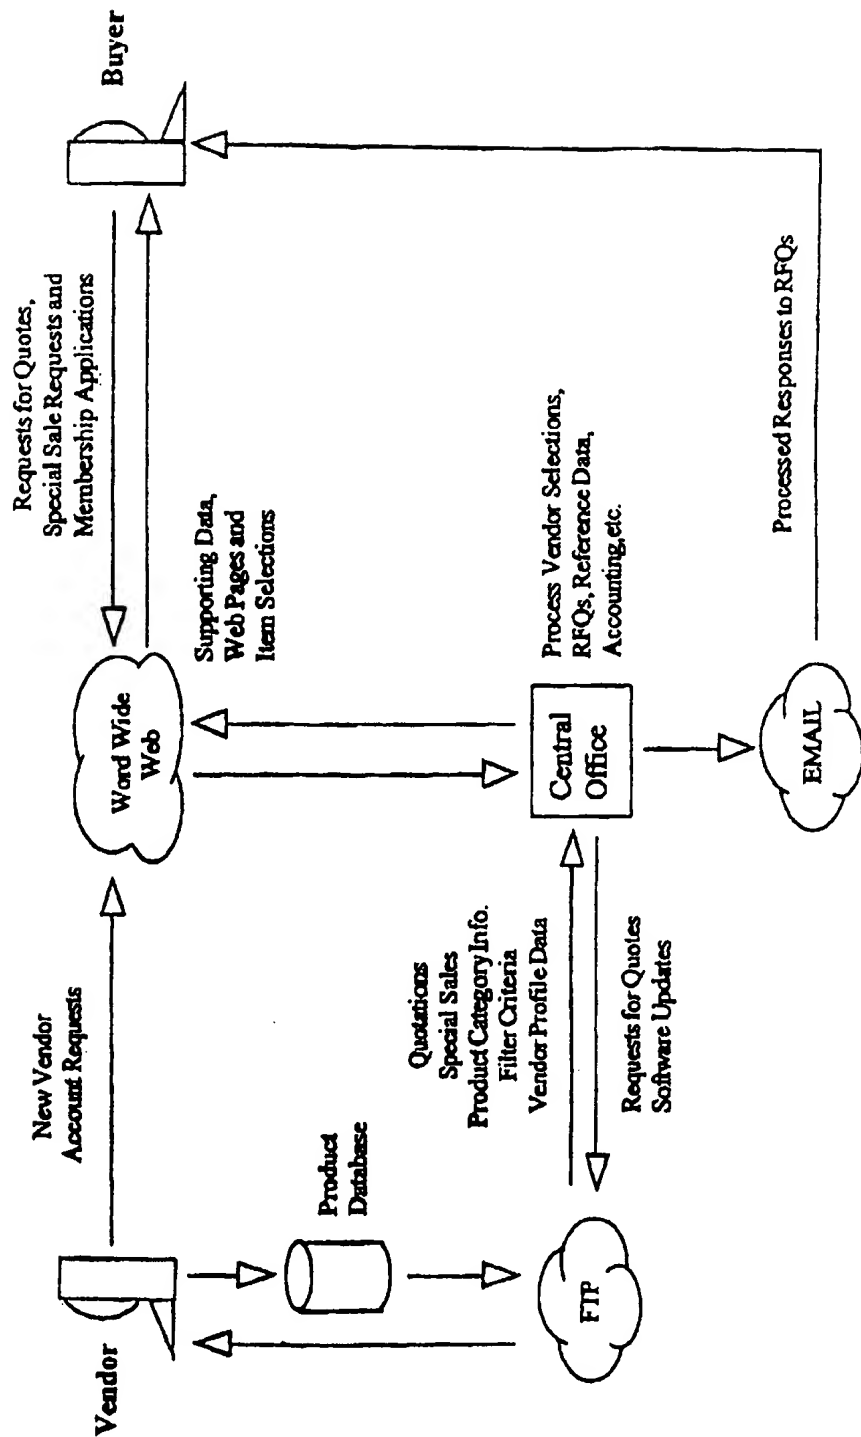 Vendor
New Vendor
Account Requests
Word Wide
Web
Requests for Quotes,
Special Sale Requests and
Membership Applications
Buyer
Supporting Data,
Web Pages and
Item Selections
Product
Database
Quotations
Special Sales
Product Category Info.
Filter Criteria
Vendor Profile Data
Central
Office
Process Vendor Selections,
RFQs, Reference Data,
Accounting,etc.
FTP
Requests for Quotes
Software Updates
EMAIL
Processed Responses to RFQs